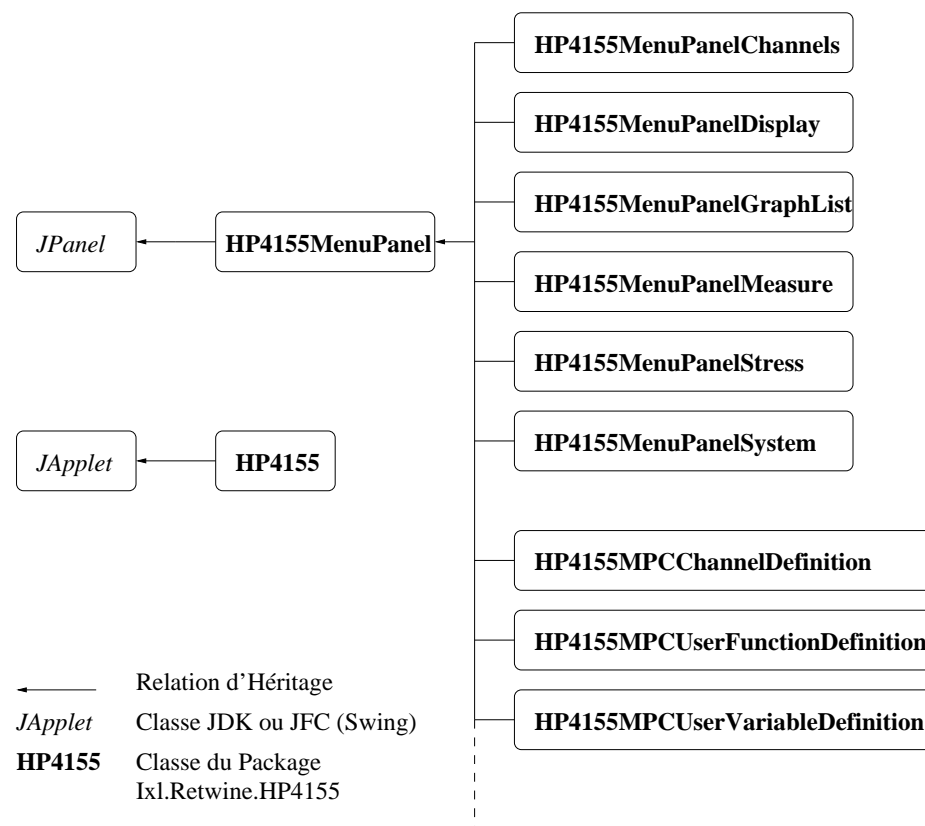 HP4155MenuPanelChannels
HP4155MenuPanelDisplay
HP4155MenuPanelGraphList
JPanel
HP4155MenuPanel
HP4155MenuPanelMeasure
HP4155MenuPanelStress
JApplet
HP4155
HP4155MenuPanelSystem
HP4155MPCChannelDefinition
HP4155MPCUserFunctionDefinition
HP4155MPCUserVariableDefinition
Relation d'Héritage
JApplet Classe JDK ou JFC (Swing)
HP4155 Classe du Package
Ixl.Retwine.HP4155